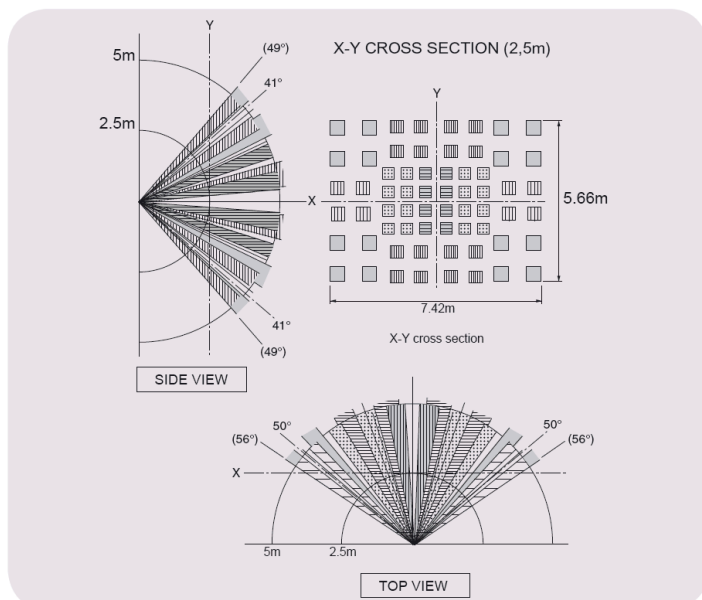 Y
5m
(49°)
41°
2.5m
X
41°
(49°)
SIDE VIEW
X-Y CROSS SECTION (2,5m)
Y
5.66m
7.42m
X-Y cross section
50°
(56°)
50°
(56°)
X
5m
2.5m
TOP VIEW